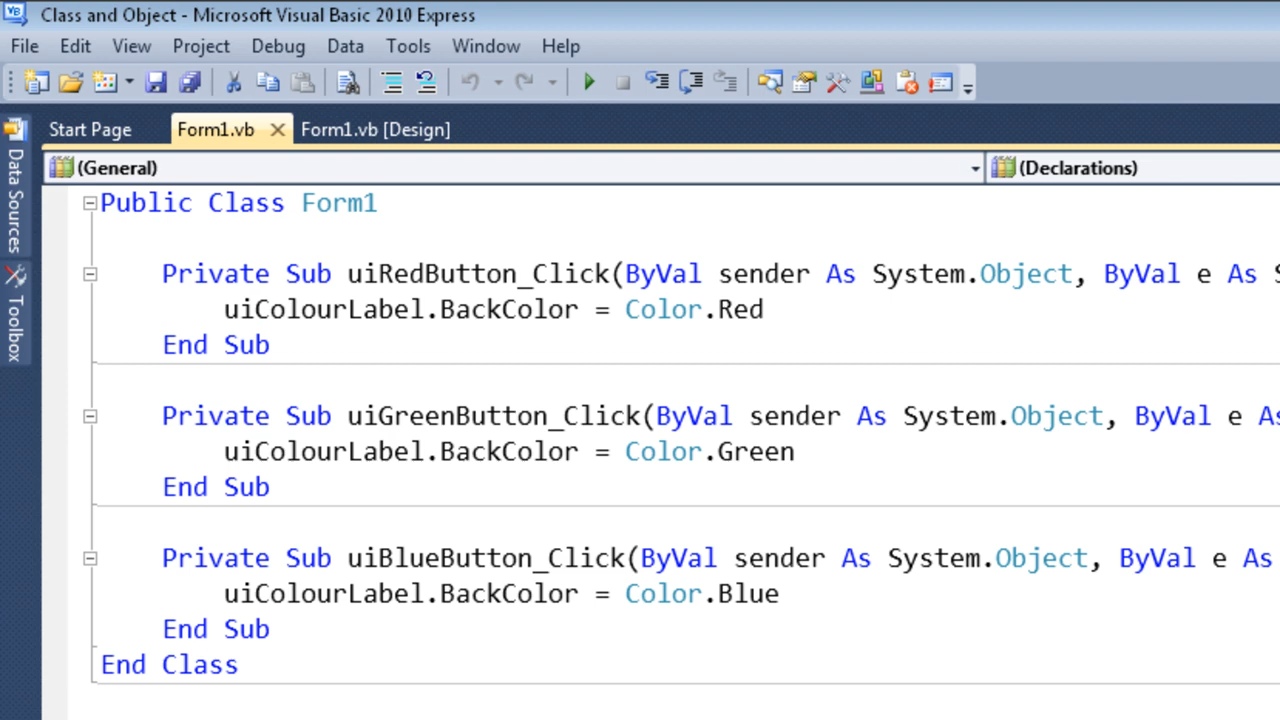 Class and Object - Microsoft Visual Basic 2010 Express
File Edit View Project Debug Data Tools Window Help
Start Page Form1.vb Form1.vb [Design]
(General) (Declarations)
Data Sources
Toolbox
Public Class Form1
Private Sub uiRedButton_Click(ByVal sender As System.Object, ByVal e As S
uiColourLabel.BackColor = Color.Red
End Sub
Private Sub uiGreenButton_Click(ByVal sender As System.Object, ByVal e As
uiColourLabel.BackColor = Color.Green
End Sub
Private Sub uiBlueButton_Click(ByVal sender As System.Object, ByVal e As
uiColourLabel.BackColor = Color.Blue
End Sub
End Class